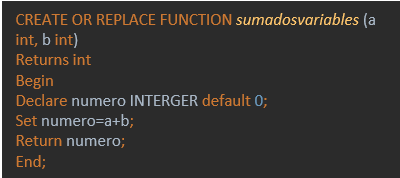 CREATE OR REPLACE FUNCTION sumadosvariables (a
int, b int)
Returns int
Begin
Declare numero INTERGER default 0;
Set numero=a+b;
Return numero;
End;